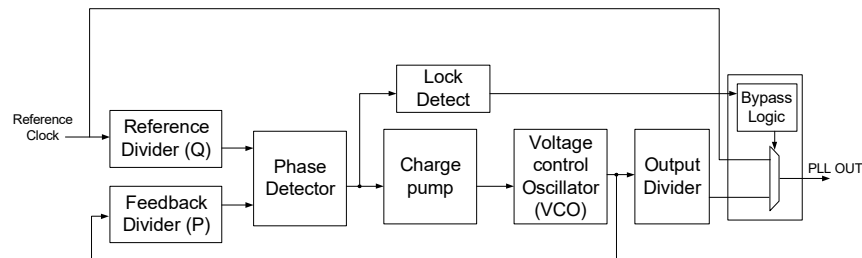 Reference
Clock
Reference
Divider (Q)
Feedback
Divider (P)
Phase
Detector
Lock
Detect
Charge
pump
Voltage
control
Oscillator
(VCO)
Output
Divider
Bypass
Logic
PLL OUT